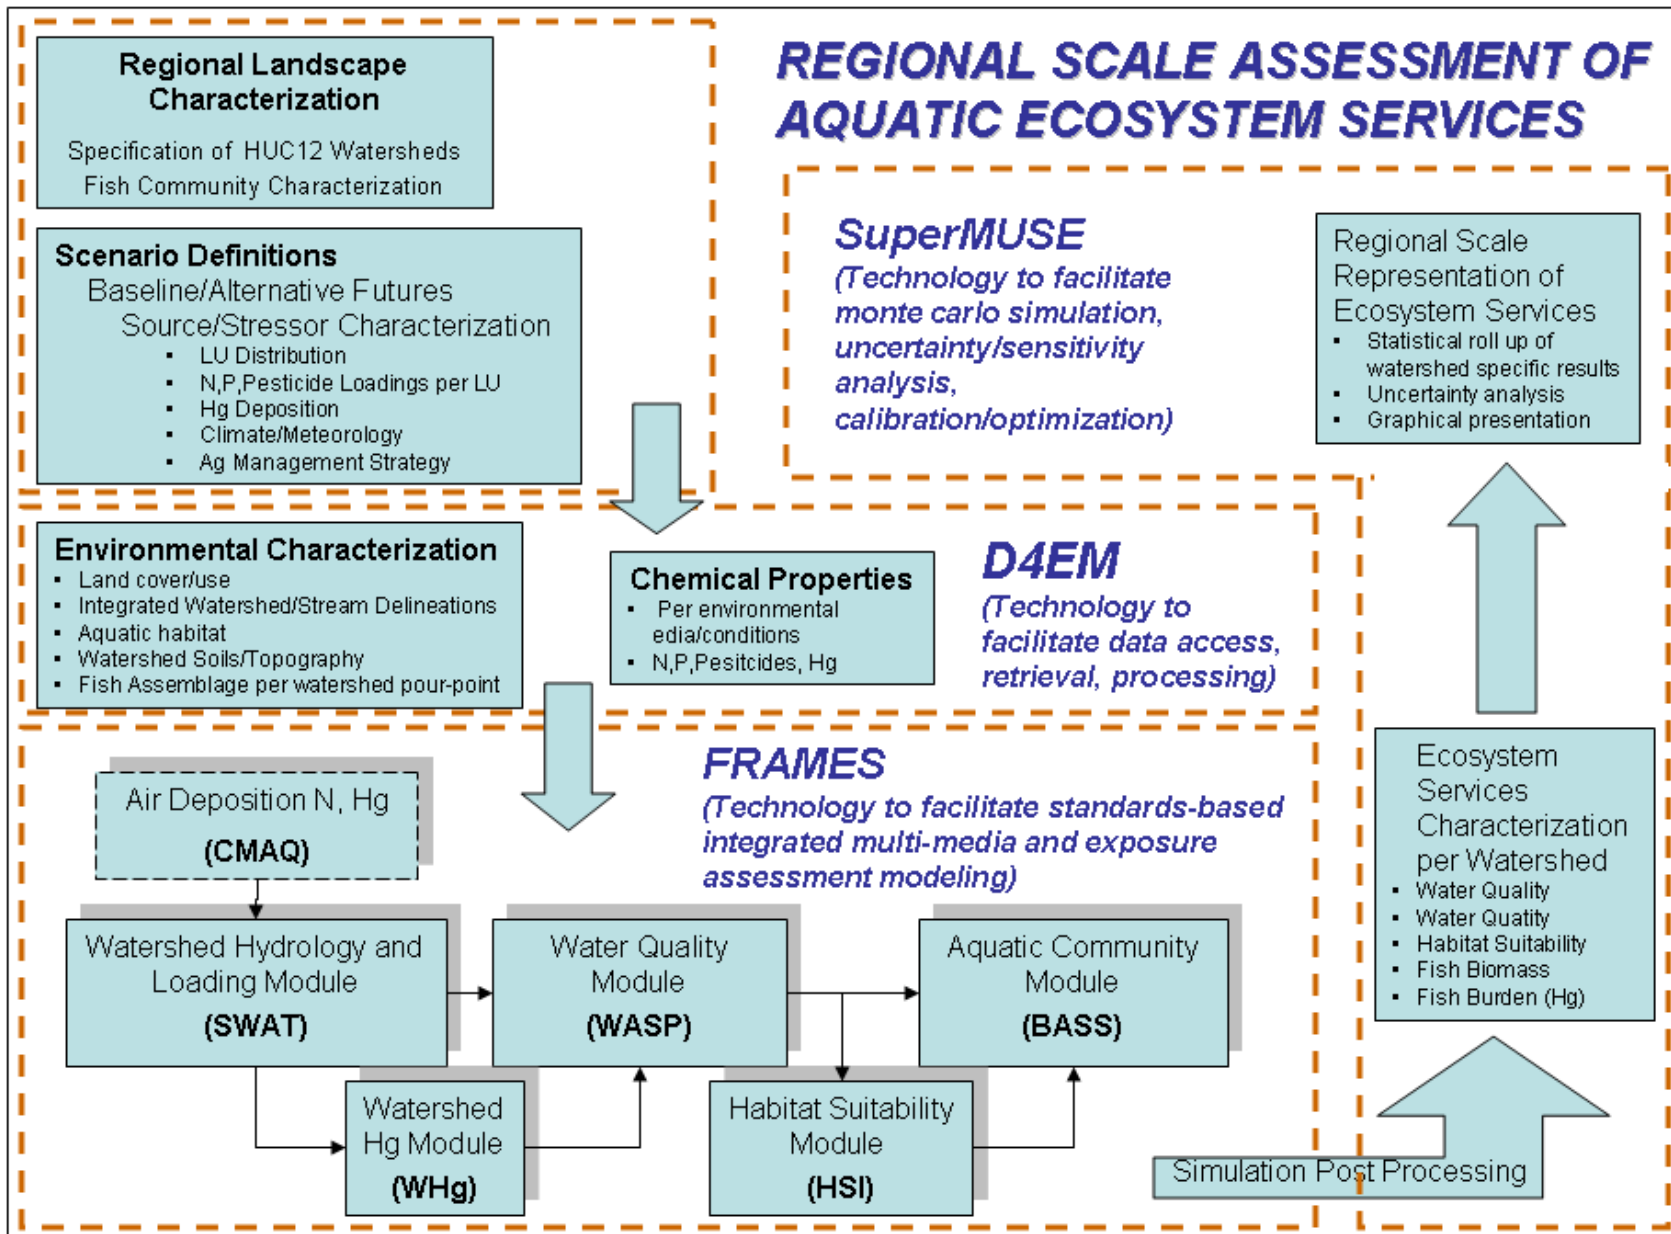 REGIONAL SCALE ASSESSMENT OF
AQUATIC ECOSYSTEM SERVICES
Regional Landscape
Characterization
Specification of HUC12 Watersheds
Fish Community Characterization
Scenario Definitions
Baseline/Alternative Futures
Source/Stressor Characterization
▪ LU Distribution
▪ N,P,Pesticide Loadings per LU
▪ Hg Deposition
▪ Climate/Meteorology
▪ Ag Management Strategy
SuperMUSE
(Technology to facilitate
monte carlo simulation,
uncertainty/sensitivity
analysis,
calibration/optimization)
Regional Scale
Representation of
Ecosystem Services
▪ Statistical roll up of
watershed specific results
▪ Uncertainty analysis
▪ Graphical presentation
Environmental Characterization
▪ Land cover/use
▪ Integrated Watershed/Stream Delineations
▪ Aquatic habitat
▪ Watershed Soils/Topography
▪ Fish Assemblage per watershed pour-point
Chemical Properties
▪ Per environmental
edia/conditions
▪ N,P,Pesitcides, Hg
D4EM
(Technology to
facilitate data access,
retrieval, processing)
FRAMES
(Technology to facilitate standards-based
integrated multi-media and exposure
assessment modeling)
Air Deposition N, Hg
(CMAQ)
Watershed Hydrology and
Loading Module
(SWAT)
Water Quality
Module
(WASP)
Aquatic Community
Module
(BASS)
Watershed
Hg Module
(WHg)
Habitat Suitability
Module
(HSI)
Ecosystem
Services
Characterization
per Watershed
▪ Water Quality
▪ Water Quality
▪ Habitat Suitability
▪ Fish Biomass
▪ Fish Burden (Hg)
Simulation Post Processing